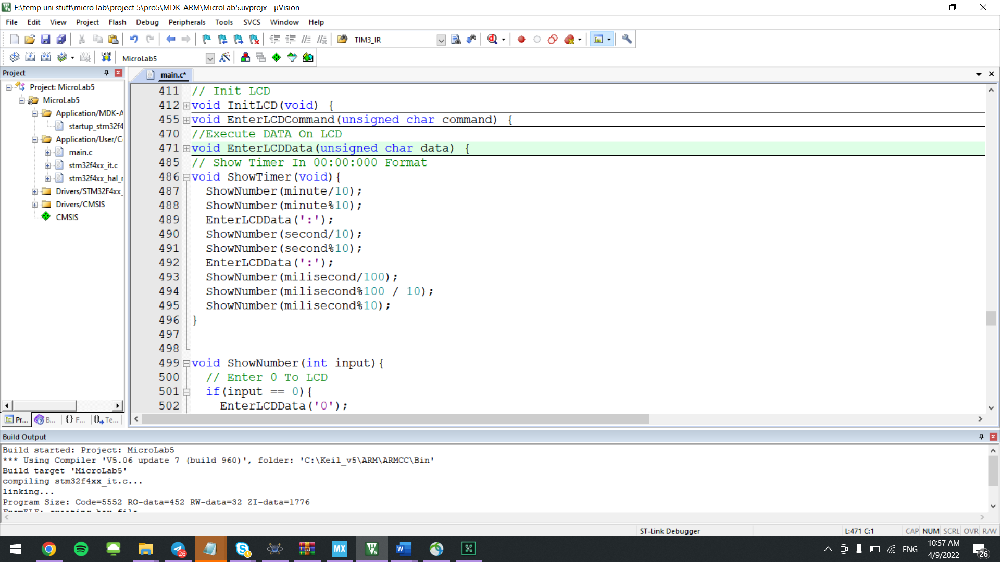 E:\temp uni stuff\micro lab\project 5\pro5\MDK-ARM\MicroLab5.uvprojx - µVision
File Edit View Project Flash Debug Peripherals Tools SVCS Window Help
TIM3_IR
LOAD MicroLab5
Project
main.c*
Project: MicroLab5
MicroLab5
Application/MDK-A
startup_stm32f4
Application/User/C
main.c
stm32f4xx_it.c
stm32f4xx_hal_r
Drivers/STM32F4xx_
Drivers/CMSIS
CMSIS
Pr... B... {} F... Te...
411 // Init LCD
412 void InitLCD(void) {
455 void EnterLCDCommand(unsigned char command) {
470 //Execute DATA On LCD
471 void EnterLCDData(unsigned char data) {
485 // Show Timer In 00:00:000 Format
486 void ShowTimer(void){
487 ShowNumber(minute/10);
488 ShowNumber(minute%10);
489 EnterLCDData(':');
490 ShowNumber(second/10);
491 ShowNumber(second%10);
492 EnterLCDData(':');
493 ShowNumber(milisecond/100);
494 ShowNumber(milisecond%100 / 10);
495 ShowNumber(milisecond%10);
496 }
497
498
499 void ShowNumber(int input){
500 // Enter 0 To LCD
501 if(input == 0){
502 EnterLCDData('0');
Build Output
Build started: Project: MicroLab5
*** Using Compiler 'V5.06 update 7 (build 960)', folder: 'C:\Keil_v5\ARM\ARMCC\Bin'
Build target 'MicroLab5'
compiling stm32f4xx_it.c...
linking...
Program Size: Code=5552 RO-data=452 RW-data=32 ZI-data=1776
ST-Link Debugger L:471 C:1 CAP NUM SCRL OVR R/W
26 MX W ENG 10:57 AM
4/9/2022 26